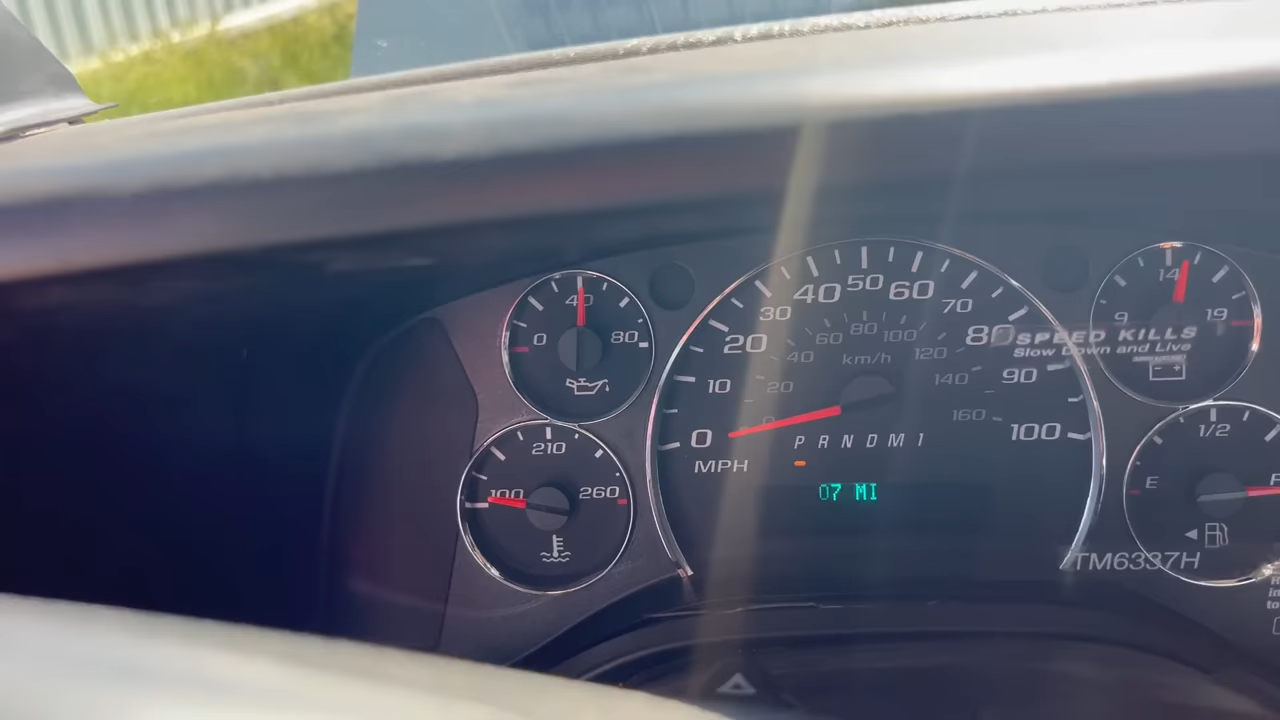 0 40 80
100 210 260
0 10 20 30 40 50 60 70 80 90 100
MPH
0 20 40 60 80 100 120 140 160
km/h
P R N D M 1
07 MI
9 14 19
SPEED KILLS
Slow Down and Live
E 1/2 F
TM6337H